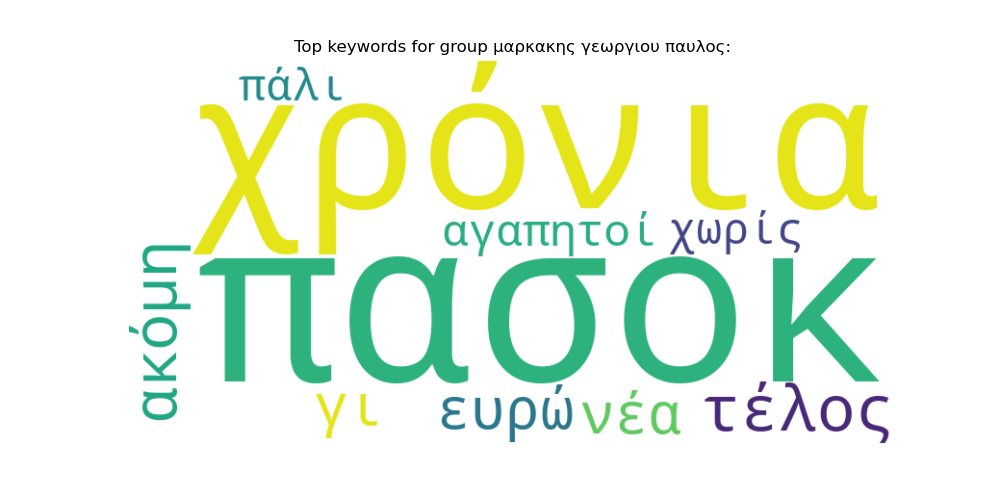 Top keywords for group μαρκακης γεωργιου παυλος:
πάλι
χρόνια
αγαπητοί χωρίς
ακόμη
πασοκ
γι ευρώ νέα τέλος